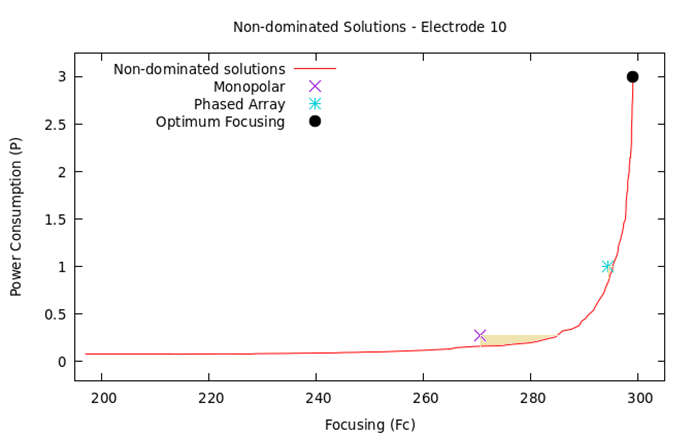 Non-dominated Solutions - Electrode 10
Non-dominated solutions
Monopolar
Phased Array
Optimum Focusing
3
2.5
2
1.5
1
0.5
0
Power Consumption (P)
200 220 240 260 280 300
Focusing (Fc)